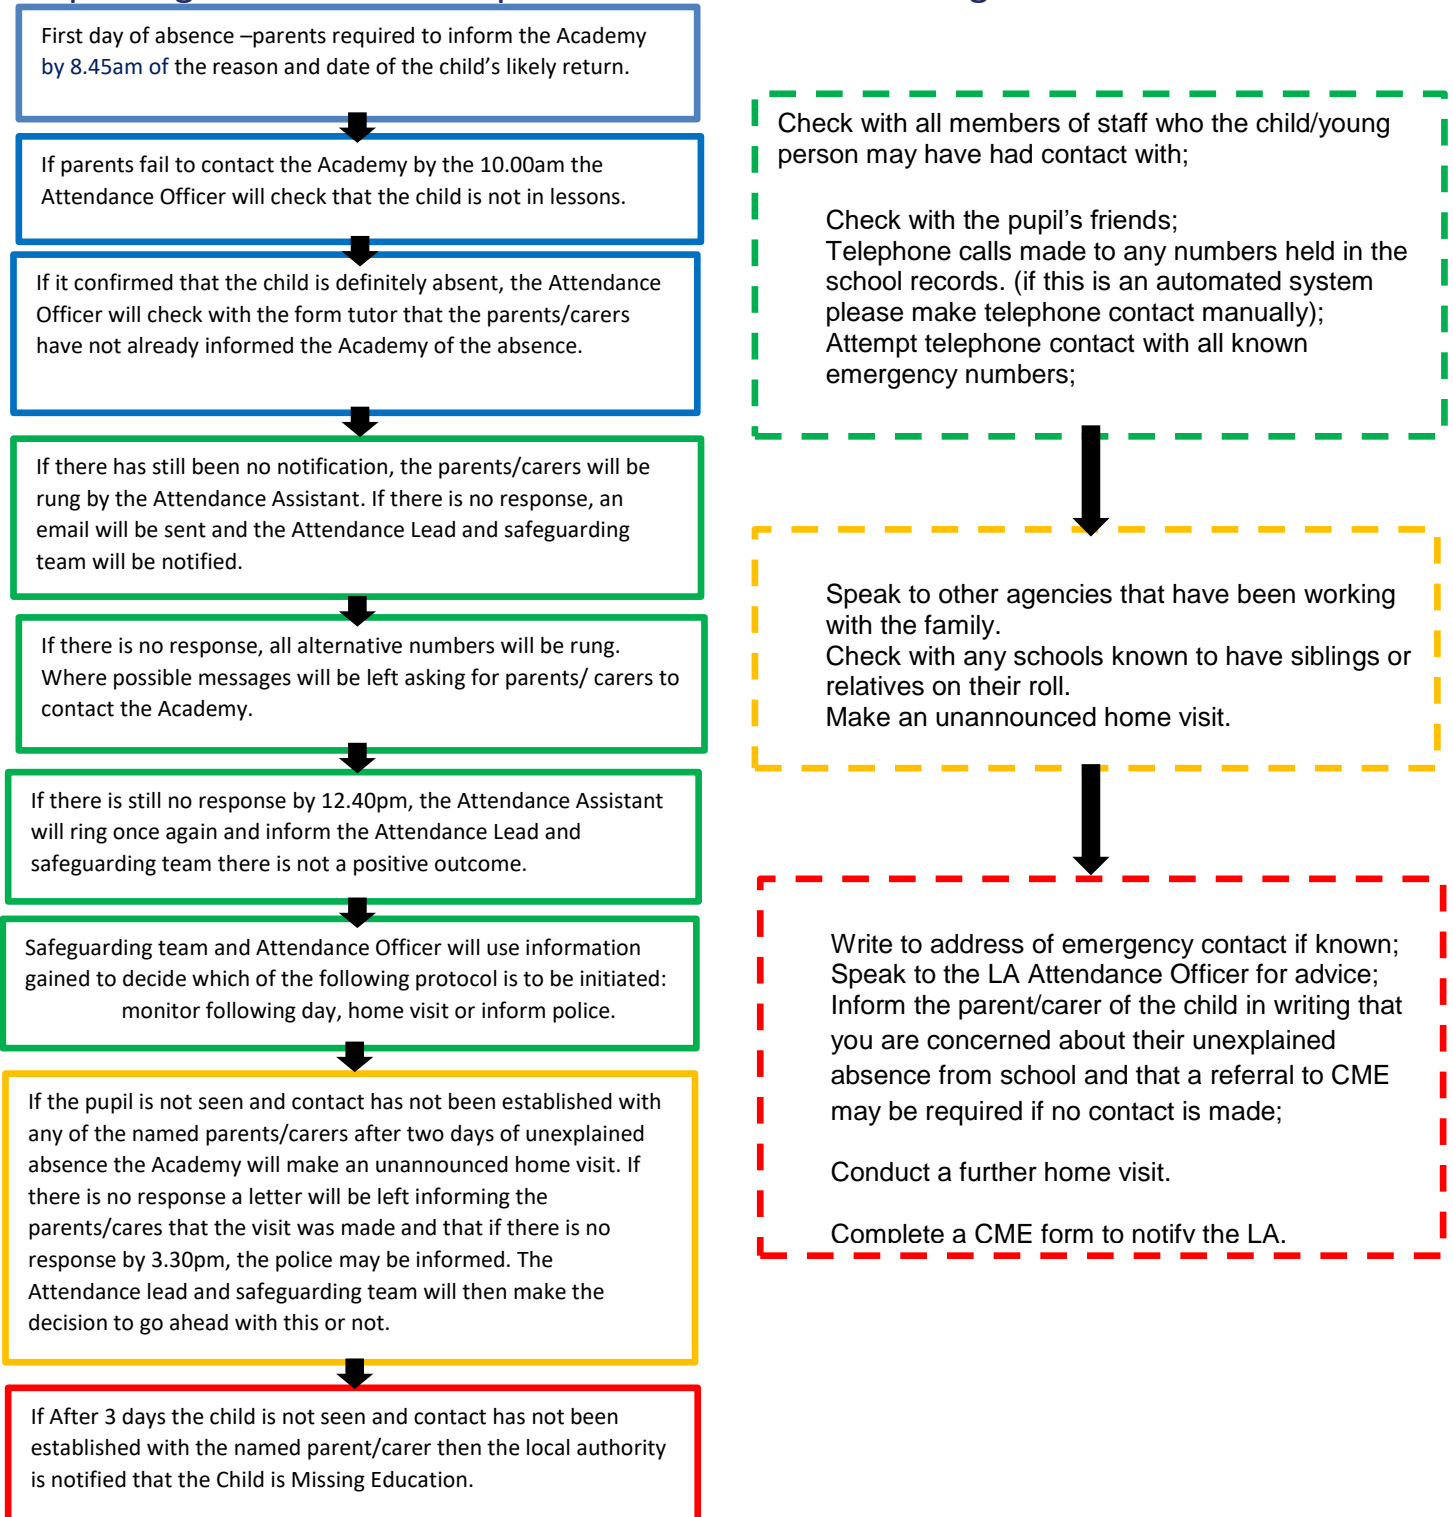 First day of absence –parents required to inform the Academy
by 8.45am of the reason and date of the child's likely return.
If parents fail to contact the Academy by the 10.00am the
Attendance Officer will check that the child is not in lessons.
If it confirmed that the child is definitely absent, the Attendance
Officer will check with the form tutor that the parents/carers
have not already informed the Academy of the absence.
If there has still been no notification, the parents/carers will be
rung by the Attendance Assistant. If there is no response, an
email will be sent and the Attendance Lead and safeguarding
team will be notified.
If there is no response, all alternative numbers will be rung.
Where possible messages will be left asking for parents/ carers to
contact the Academy.
If there is still no response by 12.40pm, the Attendance Assistant
will ring once again and inform the Attendance Lead and
safeguarding team there is not a positive outcome.
Safeguarding team and Attendance Officer will use information
gained to decide which of the following protocol is to be initiated:
monitor following day, home visit or inform police.
If the pupil is not seen and contact has not been established with
any of the named parents/carers after two days of unexplained
absence the Academy will make an unannounced home visit. If
there is no response a letter will be left informing the
parents/cares that the visit was made and that if there is no
response by 3.30pm, the police may be informed. The
Attendance lead and safeguarding team will then make the
decision to go ahead with this or not.
If After 3 days the child is not seen and contact has not been
established with the named parent/carer then the local authority
is notified that the Child is Missing Education.
Check with all members of staff who the child/young
person may have had contact with;
Check with the pupil's friends;
Telephone calls made to any numbers held in the
school records. (if this is an automated system
please make telephone contact manually);
Attempt telephone contact with all known
emergency numbers;
Speak to other agencies that have been working
with the family.
Check with any schools known to have siblings or
relatives on their roll.
Make an unannounced home visit.
Write to address of emergency contact if known;
Speak to the LA Attendance Officer for advice;
Inform the parent/carer of the child in writing that
you are concerned about their unexplained
absence from school and that a referral to CME
may be required if no contact is made;
Conduct a further home visit.
Complete a CME form to notify the LA.